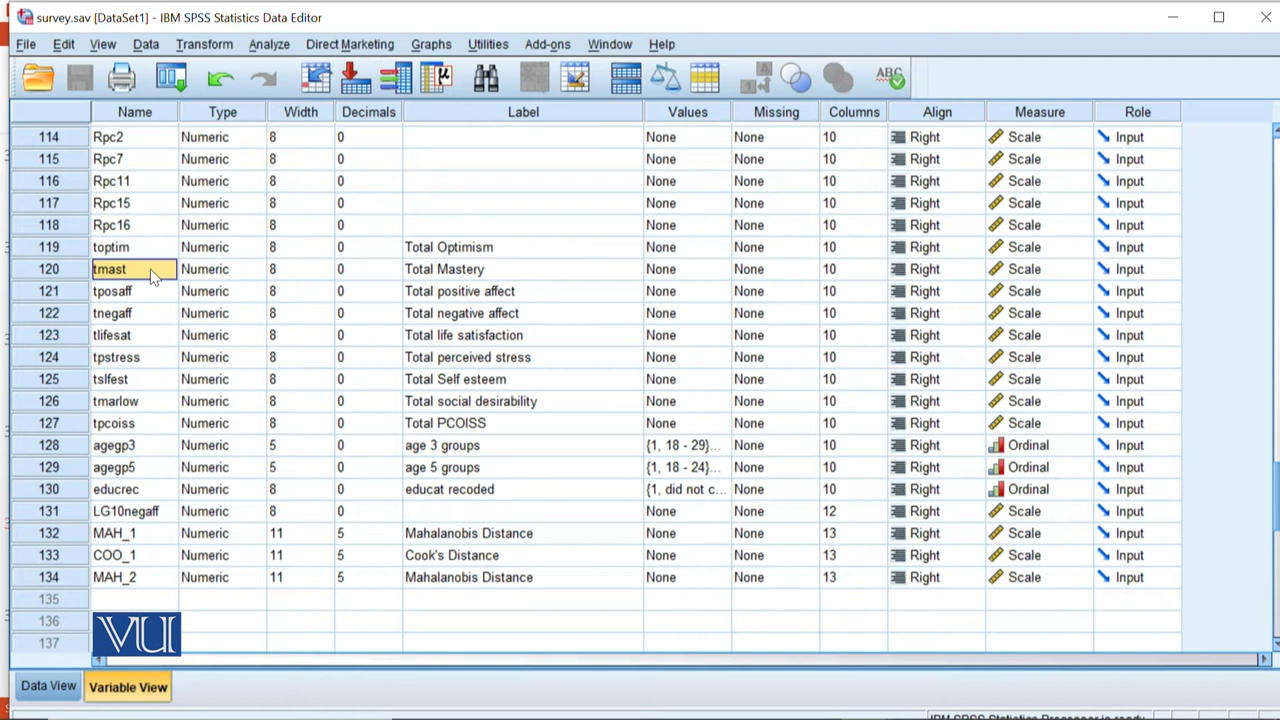 survey.sav [DataSet1] - IBM SPSS Statistics Data Editor
File Edit View Data Transform Analyze Direct Marketing Graphs Utilities Add-ons Window Help
Name Type Width Decimals Label Values Missing Columns Align Measure Role
114 Rpc2 Numeric 8 0 None None 10 Right Scale Input
115 Rpc7 Numeric 8 0 None None 10 Right Scale Input
116 Rpc11 Numeric 8 0 None None 10 Right Scale Input
117 Rpc15 Numeric 8 0 None None 10 Right Scale Input
118 Rpc16 Numeric 8 0 None None 10 Right Scale Input
119 toptim Numeric 8 0 Total Optimism None None 10 Right Scale Input
120 tmast Numeric 8 0 Total Mastery None None 10 Right Scale Input
121 tposaff Numeric 8 0 Total positive affect None None 10 Right Scale Input
122 tnegaff Numeric 8 0 Total negative affect None None 10 Right Scale Input
123 tlifesat Numeric 8 0 Total life satisfaction None None 10 Right Scale Input
124 tpstress Numeric 8 0 Total perceived stress None None 10 Right Scale Input
125 tslfest Numeric 8 0 Total Self esteem None None 10 Right Scale Input
126 tmarlow Numeric 8 0 Total social desirability None None 10 Right Scale Input
127 tpcoiss Numeric 8 0 Total PCOISS None None 10 Right Scale Input
128 agegp3 Numeric 5 0 age 3 groups {1, 18 - 29}... None 10 Right Ordinal Input
129 agegp5 Numeric 5 0 age 5 groups {1, 18 - 24}... None 10 Right Ordinal Input
130 educrec Numeric 8 0 educat recoded {1, did not c... None 10 Right Ordinal Input
131 LG10negaff Numeric 8 0 None None 12 Right Scale Input
132 MAH_1 Numeric 11 5 Mahalanobis Distance None None 13 Right Scale Input
133 COO_1 Numeric 11 5 Cook's Distance None None 13 Right Scale Input
134 MAH_2 Numeric 11 5 Mahalanobis Distance None None 13 Right Scale Input
135
136
137
VU
Data View Variable View
IBM SPSS Statistics Processor is ready